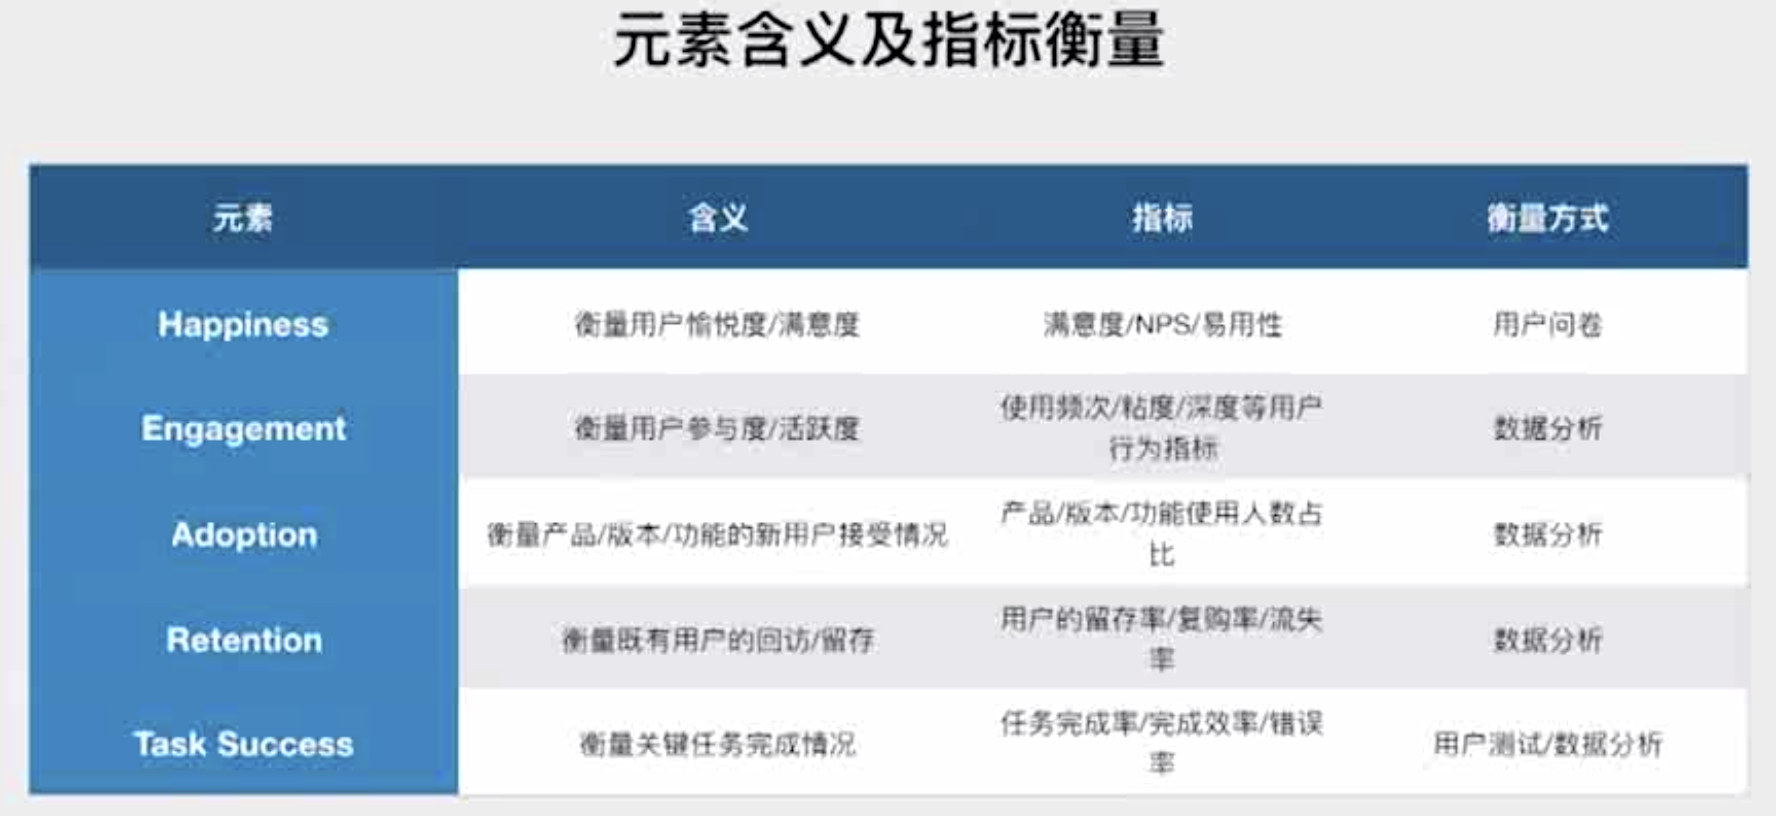 元素含义及指标衡量
元素 含义 指标 衡量方式
Happiness 衡量用户愉悦度/满意度 满意度/NPS/易用性 用户问卷
Engagement 衡量用户参与度/活跃度 使用频次/粘度/深度等用户
行为指标 数据分析
Adoption 衡量产品/版本/功能的新用户接受情况 产品/版本/功能使用人数占
比 数据分析
Retention 衡量既有用户的回访/留存 用户的留存率/复购率/流失
率 数据分析
Task Success 衡量关键任务完成情况 任务完成率/完成效率/错误
率 用户测试/数据分析